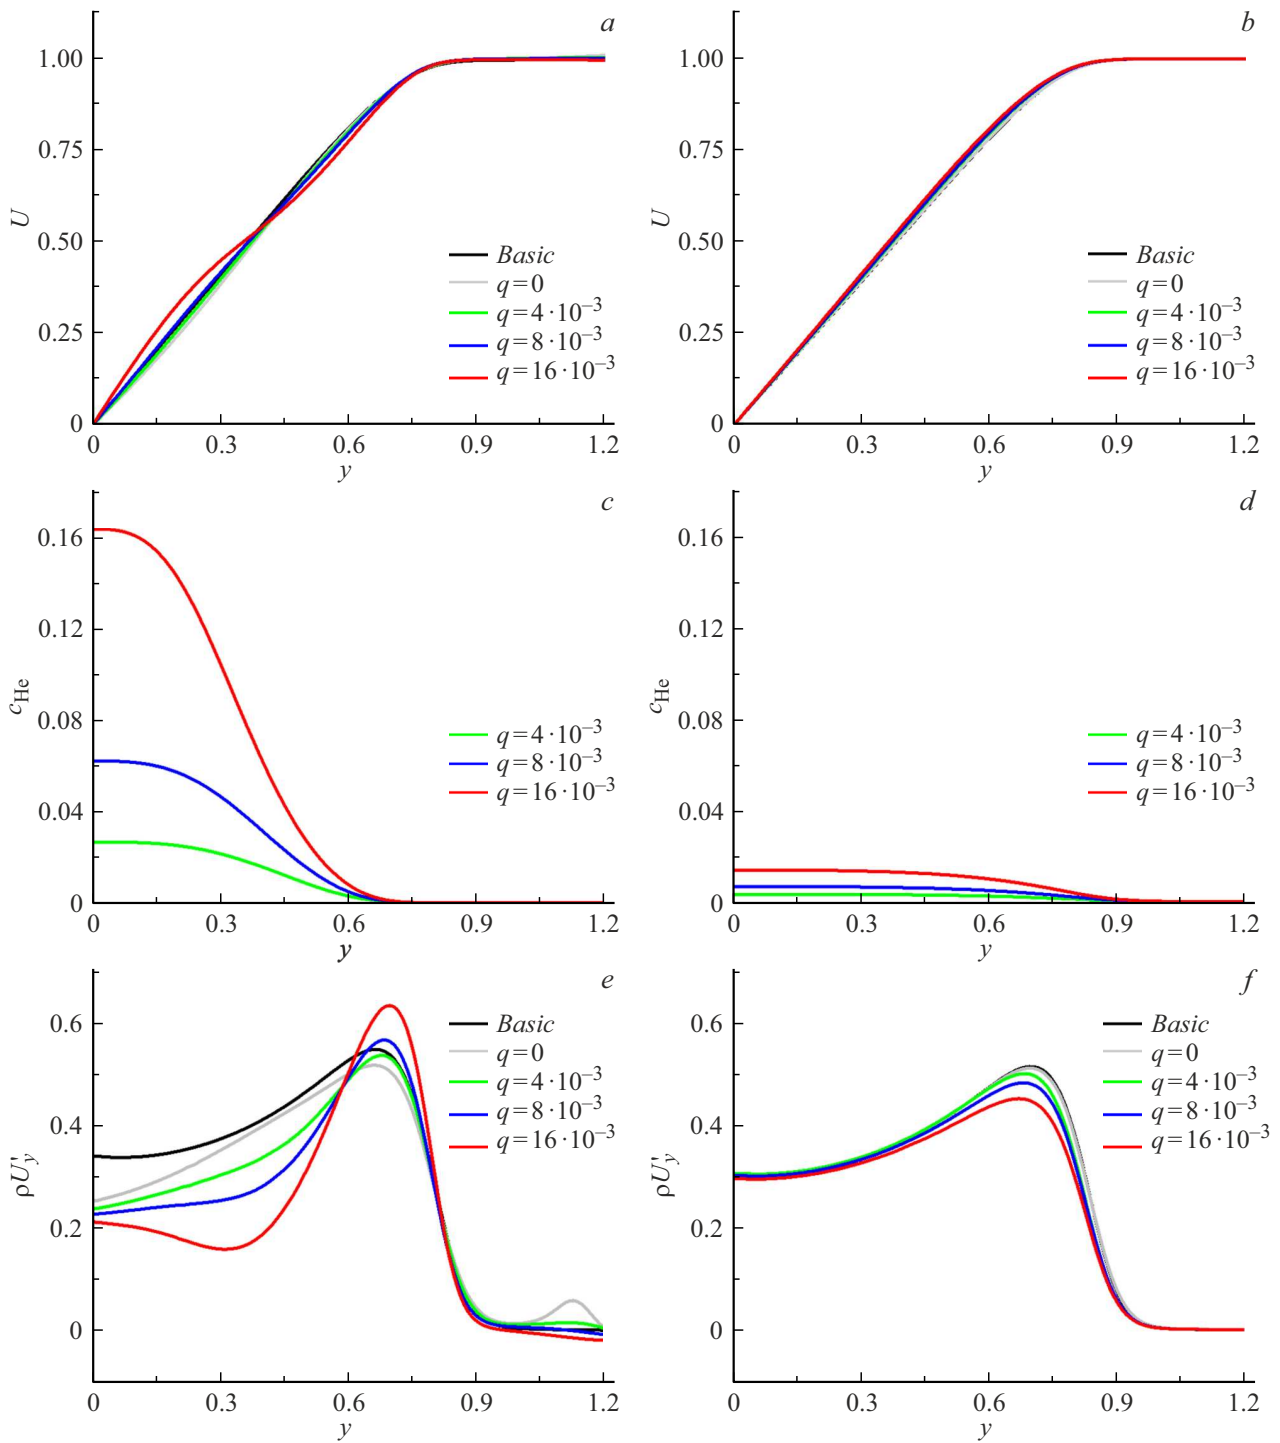 a
1.00
0.75
0.50
0.25
0
U
Basic
q=0
q=4·10⁻³
q=8·10⁻³
q=16·10⁻³
0 0.3 0.6 0.9 1.2
y
b
1.00
0.75
0.50
0.25
0
U
Basic
q=0
q=4·10⁻³
q=8·10⁻³
q=16·10⁻³
0 0.3 0.6 0.9 1.2
y
c
0.16
0.12
0.08
0.04
0
c_He
q=4·10⁻³
q=8·10⁻³
q=16·10⁻³
0 0.3 0.6 0.9 1.2
y
d
0.16
0.12
0.08
0.04
0
c_He
q=4·10⁻³
q=8·10⁻³
q=16·10⁻³
0 0.3 0.6 0.9 1.2
y
e
0.6
0.4
0.2
0
ρU′_y
Basic
q=0
q=4·10⁻³
q=8·10⁻³
q=16·10⁻³
0 0.3 0.6 0.9 1.2
y
f
0.6
0.4
0.2
0
ρU′_y
Basic
q=0
q=4·10⁻³
q=8·10⁻³
q=16·10⁻³
0 0.3 0.6 0.9 1.2
y